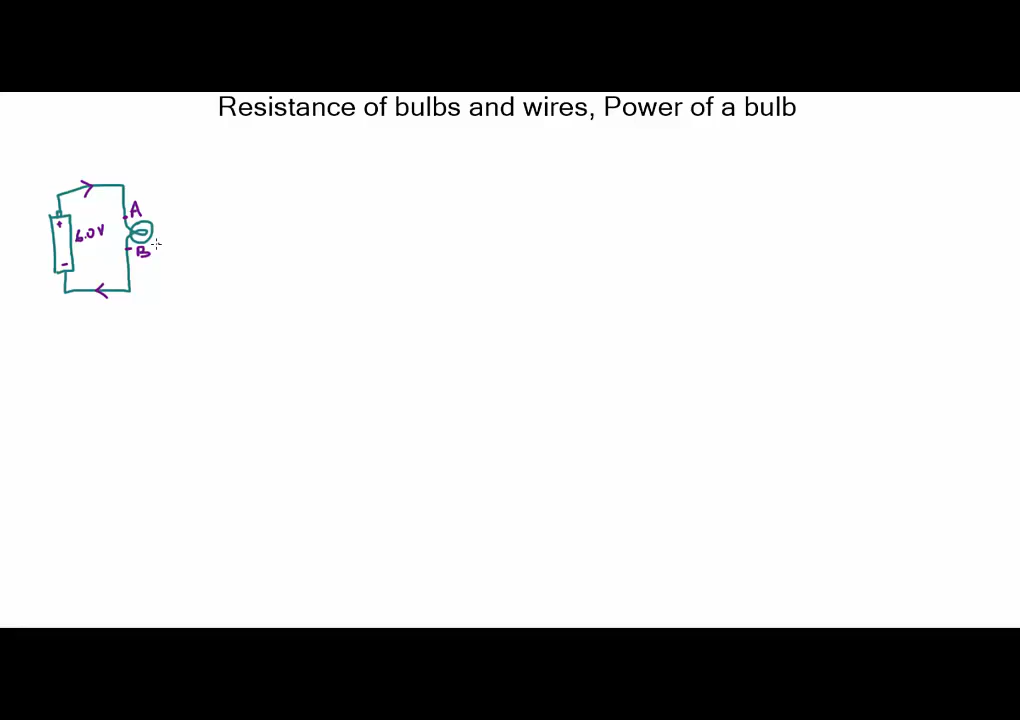 Resistance of bulbs and wires, Power of a bulb
A
+
6.0V
B
-